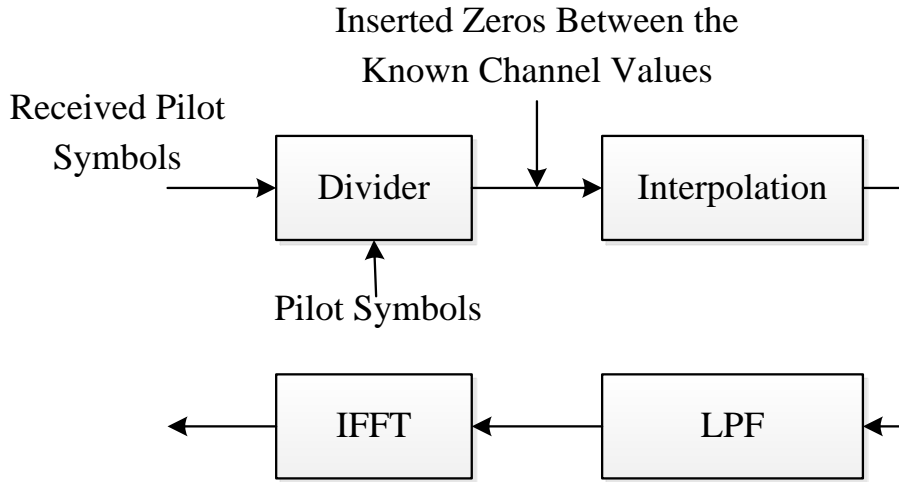 Inserted Zeros Between the
Known Channel Values
Received Pilot
Symbols
Divider
Interpolation
Pilot Symbols
IFFT
LPF